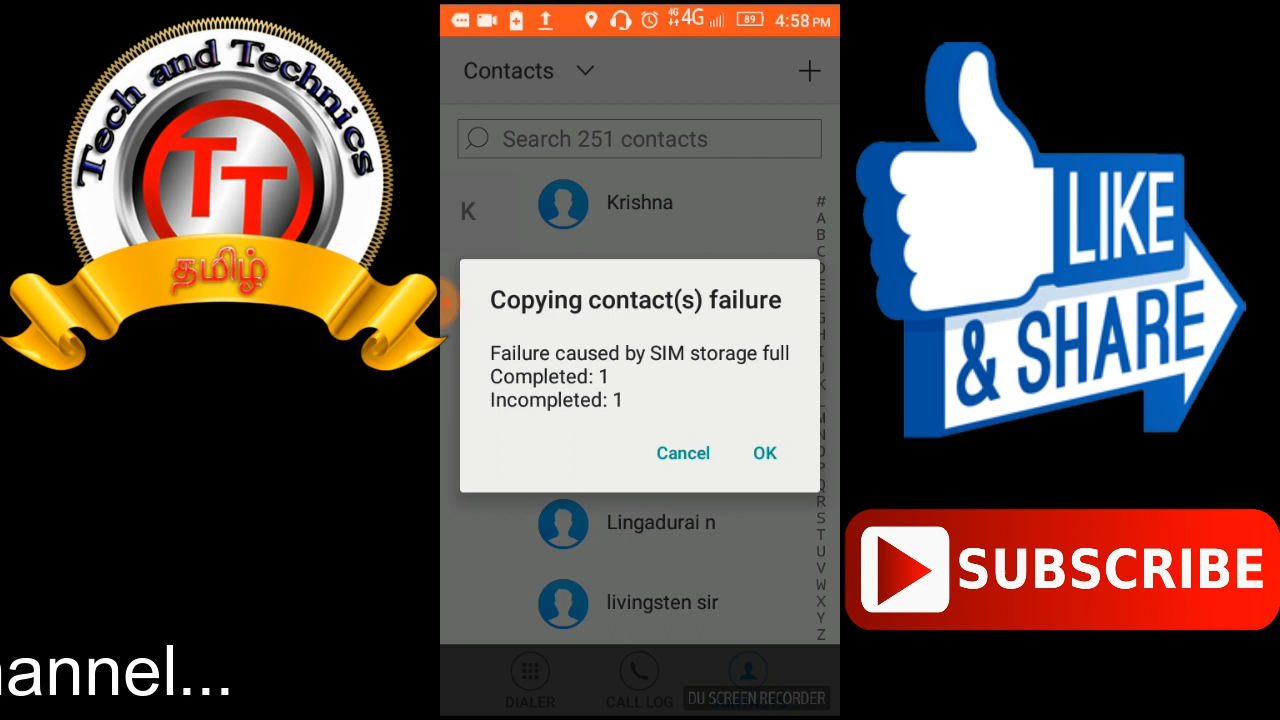 Tech and Technics
TT
தமிழ்
4G 4G 89 4:58 PM
Contacts
Search 251 contacts
K
Krishna
#
A
B
C
D
E
Copying contact(s) failure
Failure caused by SIM storage full
Completed: 1
Incompleted: 1
Cancel OK
Q
R
S
T
U
V
W
X
Y
Z
Lingadurai n
livingsten sir
DIALER
CALL LOG
DU SCREEN RECORDER
LIKE
& SHARE
SUBSCRIBE
annel...